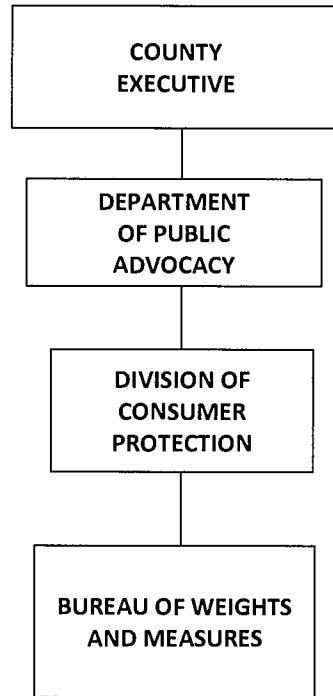 COUNTY
EXECUTIVE
DEPARTMENT
OF PUBLIC
ADVOCACY
DIVISION OF
CONSUMER
PROTECTION
BUREAU OF WEIGHTS
AND MEASURES